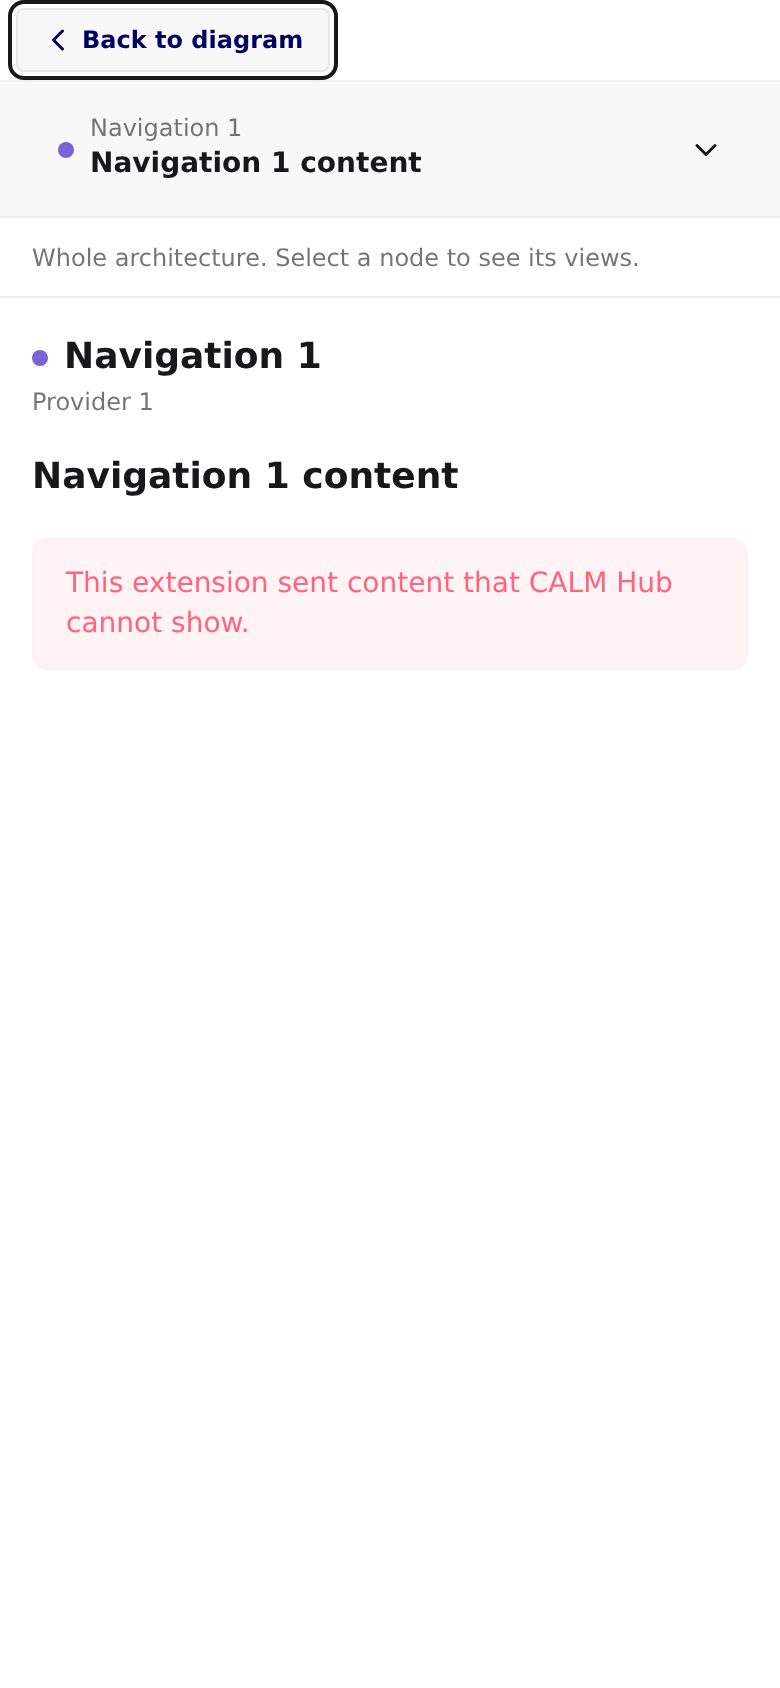 Back to diagram
Navigation 1
Navigation 1 content
Whole architecture. Select a node to see its views.
Navigation 1
Provider 1
Navigation 1 content
This extension sent content that CALM Hub
cannot show.